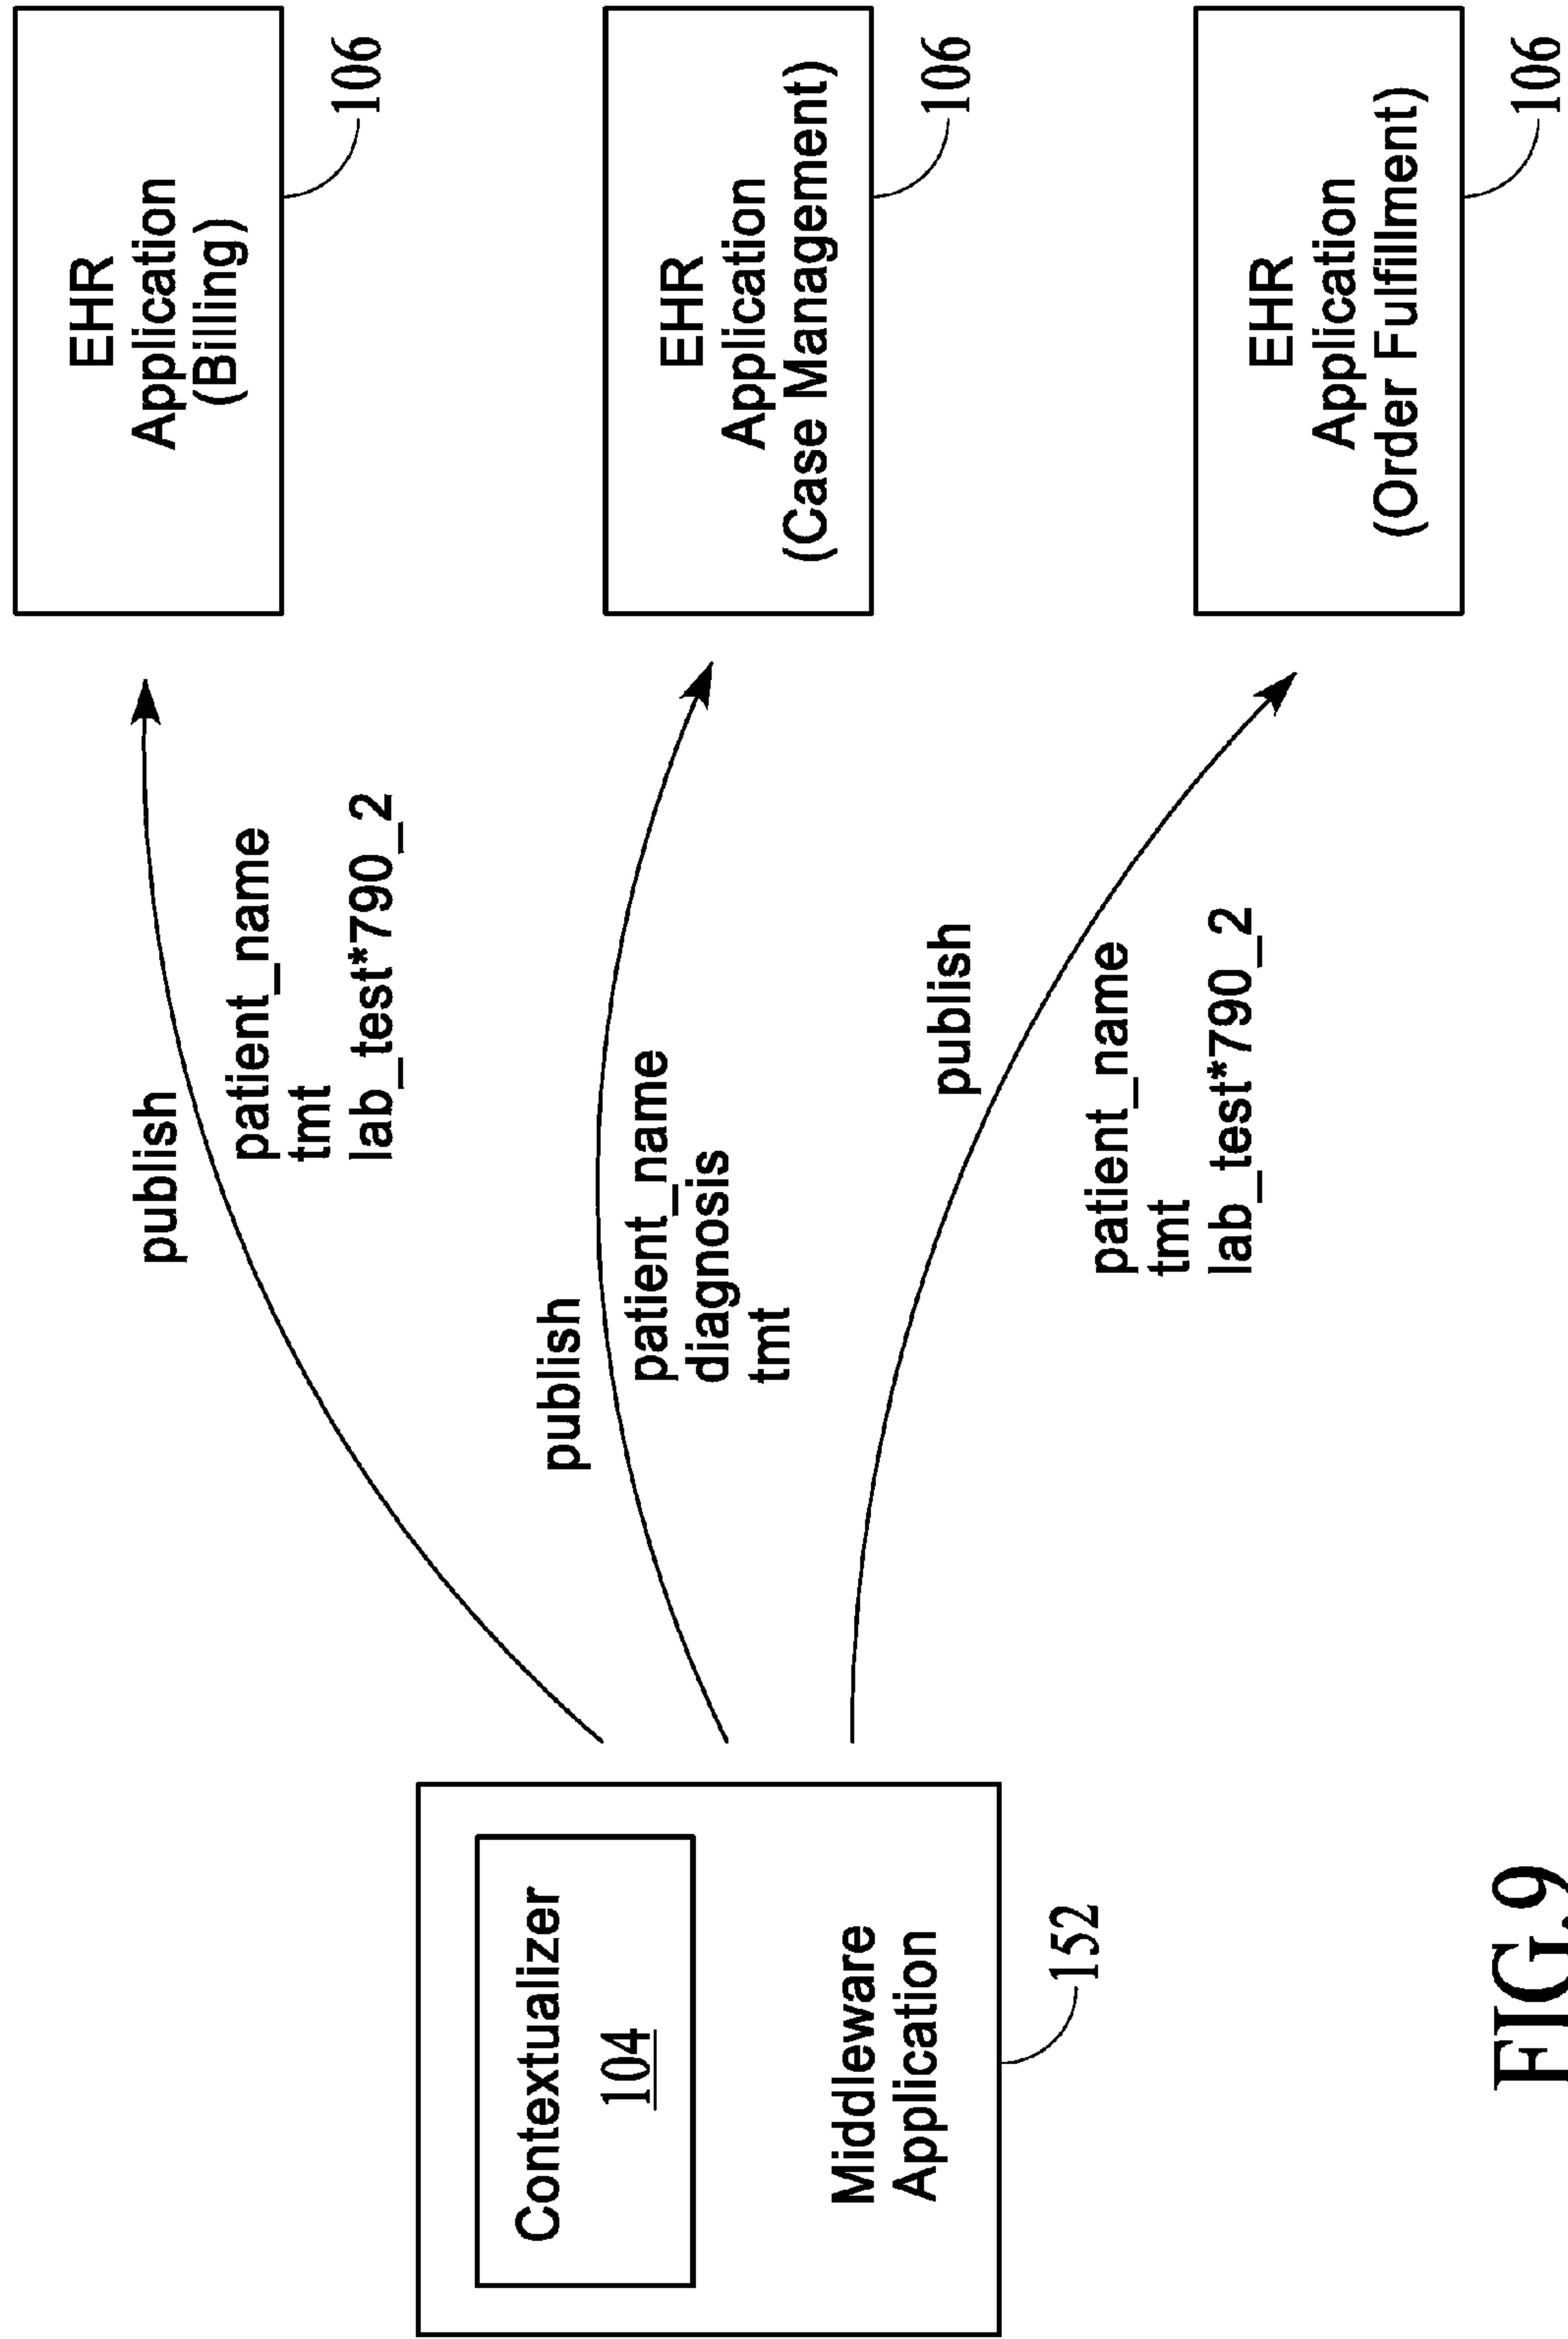 Contextualizer
104
Middleware
Application
152
publish
patient_name
tmt
lab_test*790_2
publish
patient_name
diagnosis
tmt
publish
patient_name
tmt
lab_test*790_2
EHR
Application
(Billing)
106
EHR
Application
(Case Management)
106
EHR
Application
(Order Fulfillment)
106
FIG.9